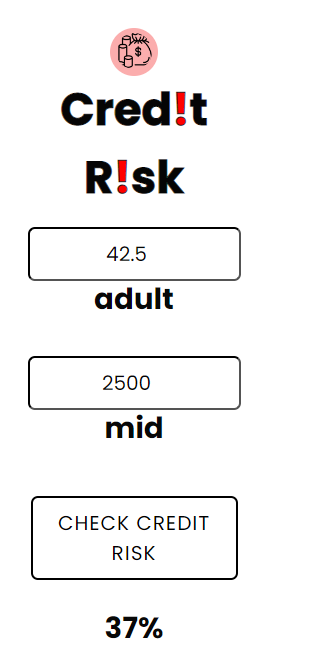 $
Cred!t
R!sk
42.5
adult
2500
mid
CHECK CREDIT
RISK
37%